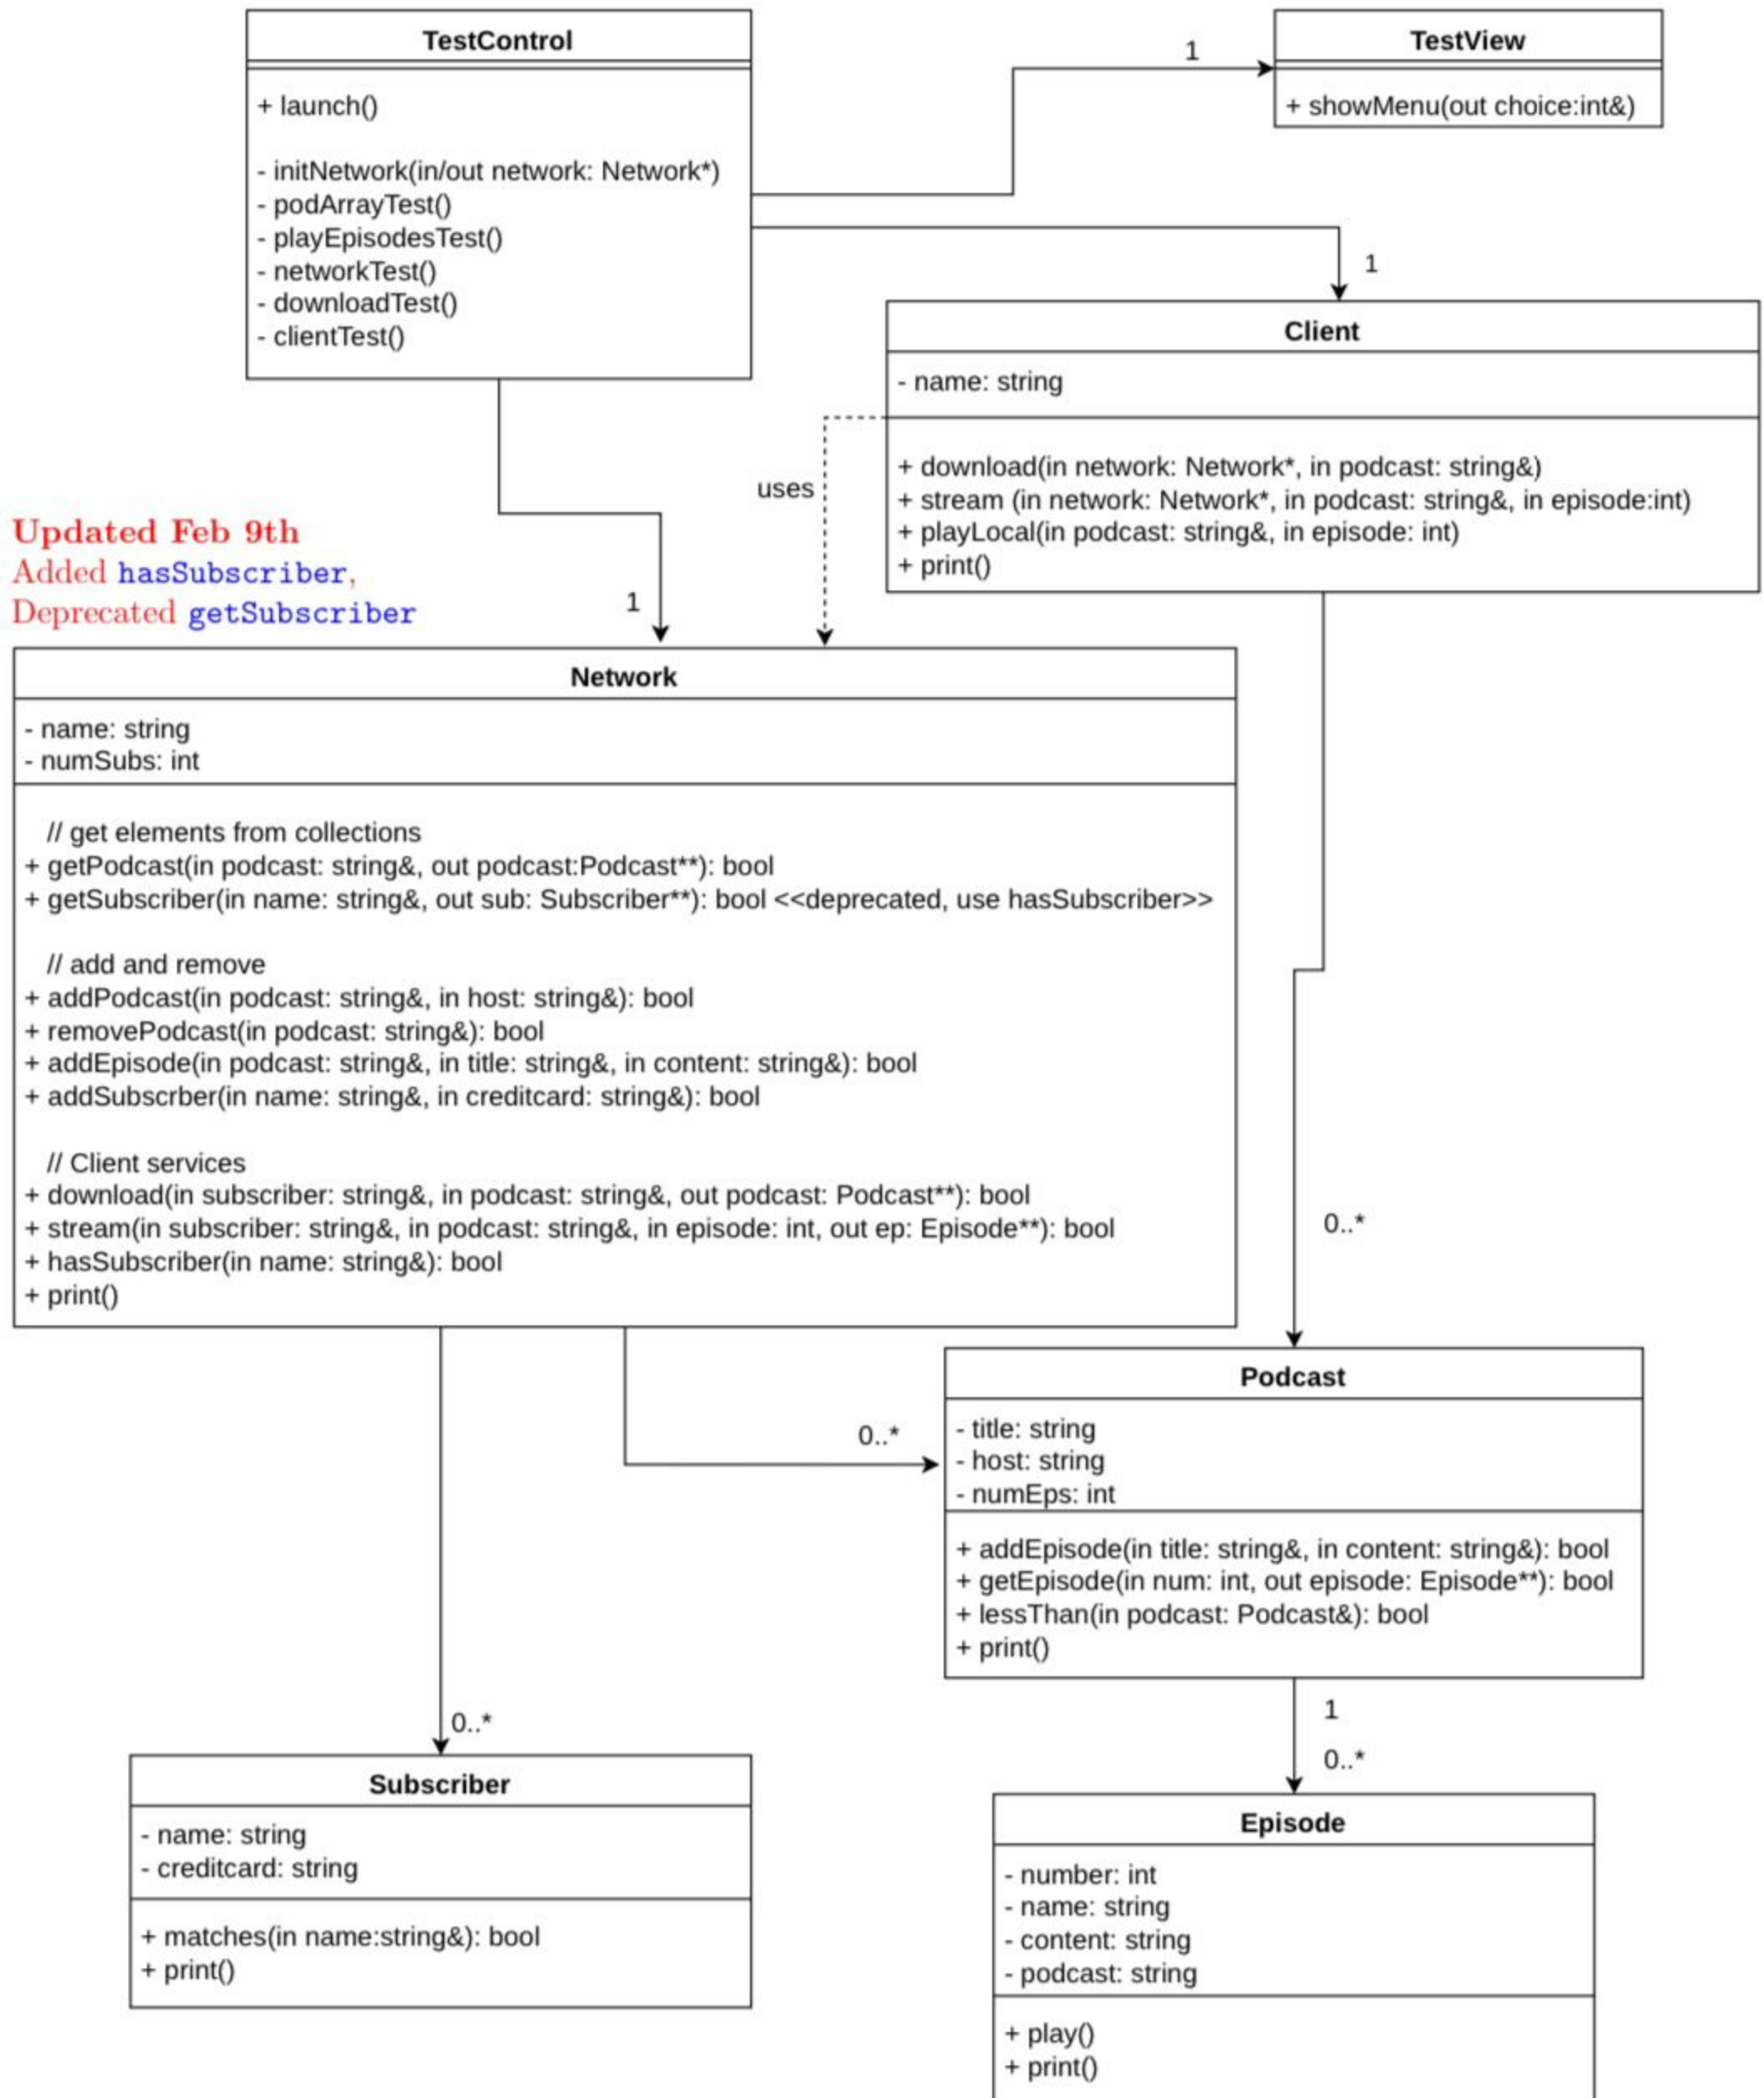 TestControl
+ launch()
- initNetwork(in/out network: Network*)
- podArrayTest()
- playEpisodesTest()
- networkTest()
- downloadTest()
- clientTest()
1
TestView
+ showMenu(out choice:int&)
1
Client
- name: string
+ download(in network: Network*, in podcast: string&)
+ stream (in network: Network*, in podcast: string&, in episode:int)
+ playLocal(in podcast: string&, in episode: int)
+ print()
uses
Updated Feb 9th
Added hasSubscriber,
Deprecated getSubscriber
1
Network
- name: string
- numSubs: int
// get elements from collections
+ getPodcast(in podcast: string&, out podcast:Podcast**): bool
+ getSubscriber(in name: string&, out sub: Subscriber**): bool <<deprecated, use hasSubscriber>>
// add and remove
+ addPodcast(in podcast: string&, in host: string&): bool
+ removePodcast(in podcast: string&): bool
+ addEpisode(in podcast: string&, in title: string&, in content: string&): bool
+ addSubscrber(in name: string&, in creditcard: string&): bool
// Client services
+ download(in subscriber: string&, in podcast: string&, out podcast: Podcast**): bool
+ stream(in subscriber: string&, in podcast: string&, in episode: int, out ep: Episode**): bool
+ hasSubscriber(in name: string&): bool
+ print()
0..*
0..*
Podcast
- title: string
- host: string
- numEps: int
+ addEpisode(in title: string&, in content: string&): bool
+ getEpisode(in num: int, out episode: Episode**): bool
+ lessThan(in podcast: Podcast&): bool
+ print()
1
0..*
0..*
Subscriber
- name: string
- creditcard: string
+ matches(in name:string&): bool
+ print()
Episode
- number: int
- name: string
- content: string
- podcast: string
+ play()
+ print()